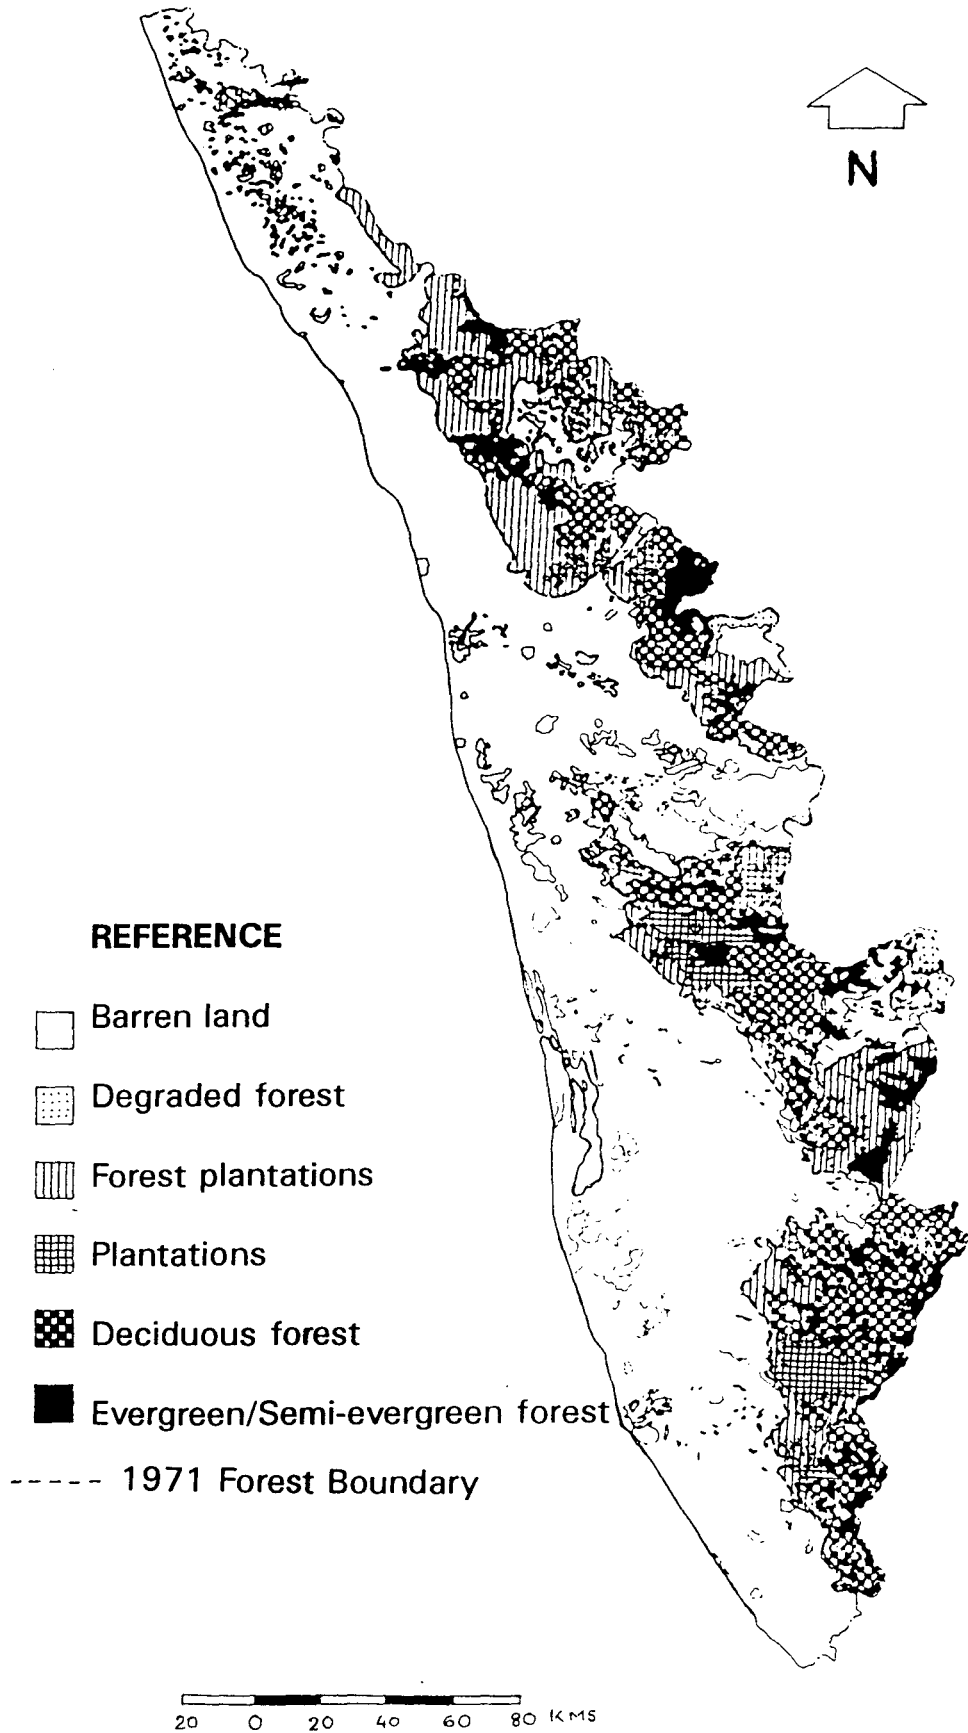 N
REFERENCE
Barren land
Degraded forest
Forest plantations
Plantations
Deciduous forest
Evergreen/Semi-evergreen forest
1971 Forest Boundary
20 0 20 40 60 80 KMS